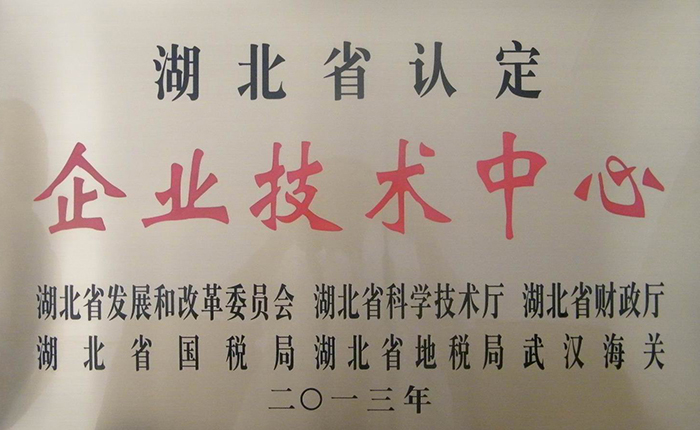 湖北省认定
企业技术中心
湖北省发展和改革委员会 湖北省科学技术厅 湖北省财政厅
湖北省国税局 湖北省地税局 武汉海关
二〇一三年